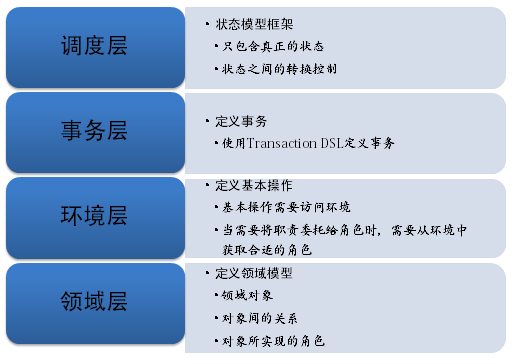 调度层
• 状态模型框架
• 只包含真正的状态
• 状态之间的转换控制
事务层
• 定义事务
• 使用Transaction DSL定义事务
环境层
• 定义基本操作
• 基本操作需要访问环境
• 当需要将职责委托给角色时，需要从环境中
获取合适的角色
领域层
• 定义领域模型
• 领域对象
• 对象间的关系
• 对象所实现的角色